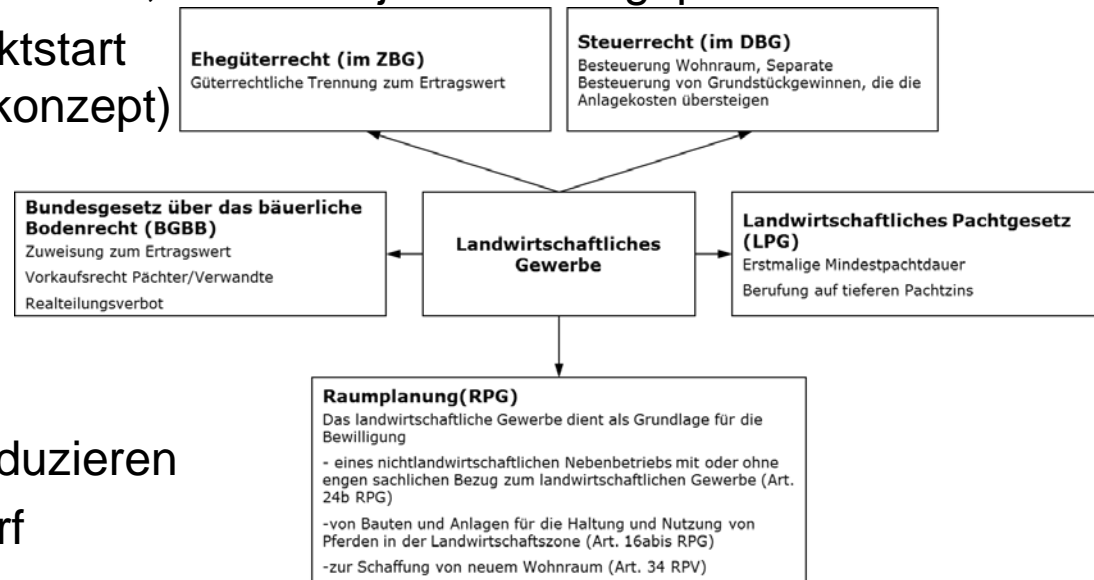 ktstart
konzept)
Ehegüterrecht (im ZBG)
Güterrechtliche Trennung zum Ertragswert
Steuerrecht (im DBG)
Besteuerung Wohnraum, Separate
Besteuerung von Grundstückgewinnen, die die
Anlagekosten übersteigen
Bundesgesetz über das bäuerliche
Bodenrecht (BGBB)
Zuweisung zum Ertragswert
Vorkaufsrecht Pächter/Verwandte
Realteilungsverbot
Landwirtschaftliches
Gewerbe
Landwirtschaftliches Pachtgesetz
(LPG)
Erstmalige Mindestpachtdauer
Berufung auf tieferen Pachtzins
duzieren
rf
Raumplanung(RPG)
Das landwirtschaftliche Gewerbe dient als Grundlage für die
Bewilligung
- eines nichtlandwirtschaftlichen Nebenbetriebs mit oder ohne
engen sachlichen Bezug zum landwirtschaftlichen Gewerbe (Art.
24b RPG)
-von Bauten und Anlagen für die Haltung und Nutzung von
Pferden in der Landwirtschaftszone (Art. 16abis RPG)
-zur Schaffung von neuem Wohnraum (Art. 34 RPV)